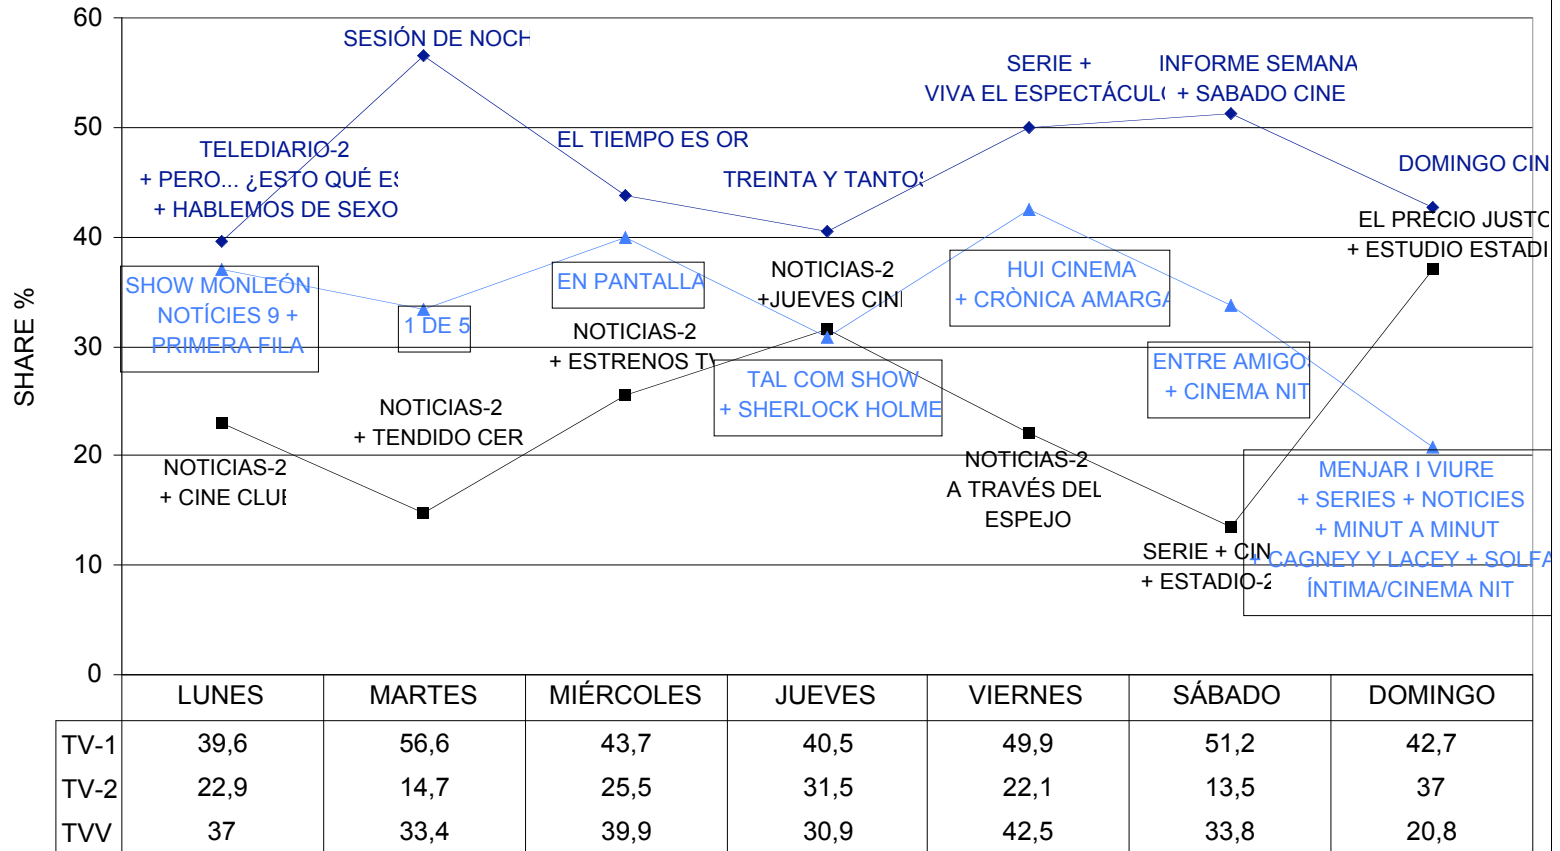 60
SESIÓN DE NOCH
SERIE +
VIVA EL ESPECTÁCULO
INFORME SEMANA
+ SABADO CINE
50
EL TIEMPO ES OR
TELEDIARIO-2
+ PERO... ¿ESTO QUÉ ES
+ HABLEMOS DE SEXO
TREINTA Y TANTOS
DOMINGO CIN
40
EL PRECIO JUSTO
+ ESTUDIO ESTADI
SHOW MONLEÓN
NOTÍCIES 9 +
PRIMERA FILA
1 DE 5
EN PANTALLA
NOTICIAS-2
+JUEVES CINE
HUI CINEMA
+ CRÒNICA AMARGA
SHARE %
30
NOTICIAS-2
+ ESTRENOS TV
TAL COM SHOW
+ SHERLOCK HOLME
ENTRE AMIGOS
+ CINEMA NIT
NOTICIAS-2
+ TENDIDO CER
20
NOTICIAS-2
+ CINE CLUB
NOTICIAS-2
A TRAVÉS DEL
ESPEJO
MENJAR I VIURE
+ SERIES + NOTICIES
+ MINUT A MINUT
+ CAGNEY Y LACEY + SOLFA
ÍNTIMA/CINEMA NIT
SERIE + CIN
+ ESTADIO-2
10
0
LUNES MARTES MIÉRCOLES JUEVES VIERNES SÁBADO DOMINGO
TV-1 39,6 56,6 43,7 40,5 49,9 51,2 42,7
TV-2 22,9 14,7 25,5 31,5 22,1 13,5 37
TVV 37 33,4 39,9 30,9 42,5 33,8 20,8